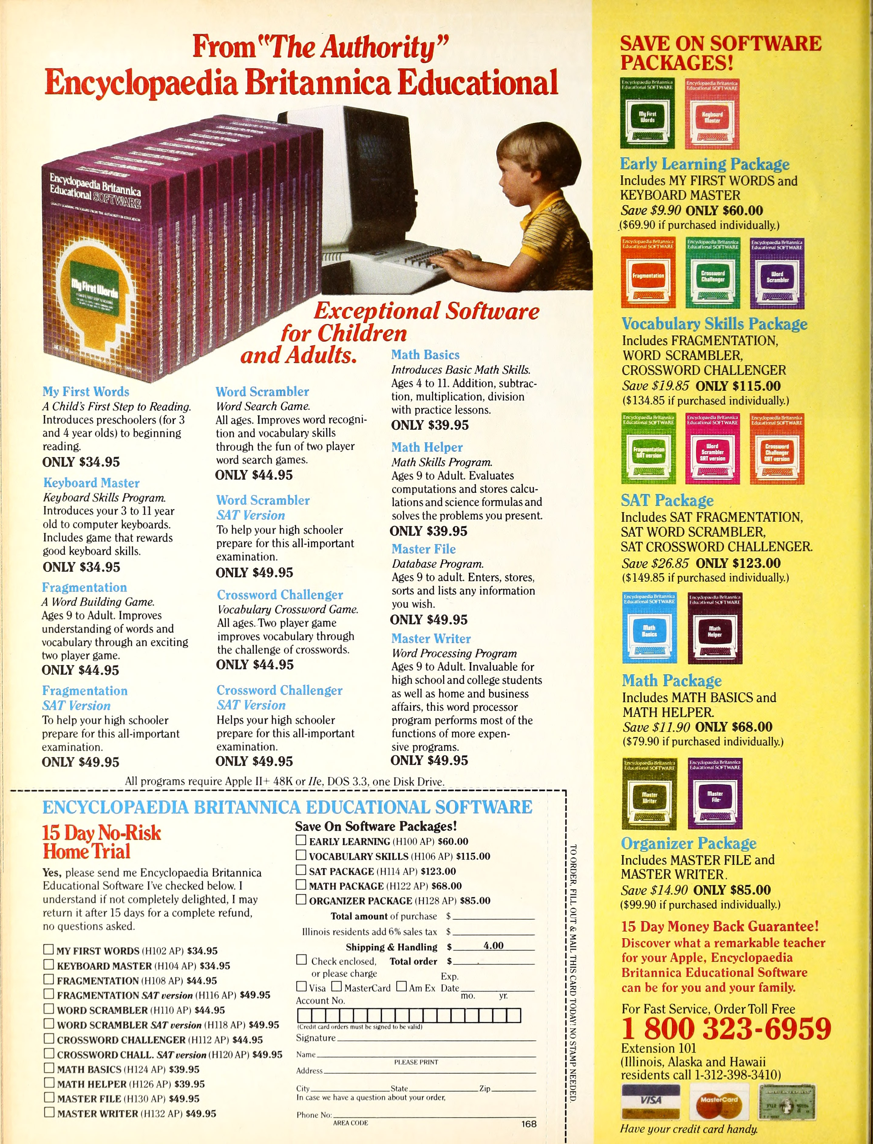 From "The Authority"
Encyclopaedia Britannica Educational
Encyclopaedia Britannica
Educational SOFTWARE
My First Words
Exceptional Software
for Children
and Adults.
My First Words
A Child's First Step to Reading.
Introduces preschoolers (for 3
and 4 year olds) to beginning
reading.
ONLY $34.95
Keyboard Master
Keyboard Skills Program.
Introduces your 3 to 11 year
old to computer keyboards.
Includes game that rewards
good keyboard skills.
ONLY $34.95
Fragmentation
A Word Building Game.
Ages 9 to Adult. Improves
understanding of words and
vocabulary through an exciting
two player game.
ONLY $44.95
Fragmentation
SAT Version
To help your high schooler
prepare for this all-important
examination.
ONLY $49.95
Word Scrambler
Word Search Game.
All ages. Improves word recogni-
tion and vocabulary skills
through the fun of two player
word search games.
ONLY $44.95
Word Scrambler
SAT Version
To help your high schooler
prepare for this all-important
examination.
ONLY $49.95
Crossword Challenger
Vocabulary Crossword Game.
All ages. Two player game
improves vocabulary through
the challenge of crosswords.
ONLY $44.95
Crossword Challenger
SAT Version
Helps your high schooler
prepare for this all-important
examination.
ONLY $49.95
Math Basics
Introduces Basic Math Skills.
Ages 4 to 11. Addition, subtrac-
tion, multiplication, division
with practice lessons.
ONLY $39.95
Math Helper
Math Skills Program.
Ages 9 to Adult. Evaluates
computations and stores calcu-
lations and science formulas and
solves the problems you present.
ONLY $39.95
Master File
Database Program.
Ages 9 to adult. Enters, stores,
sorts and lists any information
you wish.
ONLY $49.95
Master Writer
Word Processing Program
Ages 9 to Adult. Invaluable for
high school and college students
as well as home and business
affairs, this word processor
program performs most of the
functions of more expen-
sive programs.
ONLY $49.95
All programs require Apple II+ 48K or IIe, DOS 3.3, one Disk Drive.
ENCYCLOPAEDIA BRITANNICA EDUCATIONAL SOFTWARE
15 Day No-Risk
Home Trial
Yes, please send me Encyclopaedia Britannica
Educational Software I've checked below. I
understand if not completely delighted, I may
return it after 15 days for a complete refund,
no questions asked.
MY FIRST WORDS (H102 AP) $34.95
KEYBOARD MASTER (H104 AP) $34.95
FRAGMENTATION (H108 AP) $44.95
FRAGMENTATION SAT version (H116 AP) $49.95
WORD SCRAMBLER (H110 AP) $44.95
WORD SCRAMBLER SAT version (H118 AP) $49.95
CROSSWORD CHALLENGER (H112 AP) $44.95
CROSSWORD CHALL. SAT version (H120 AP) $49.95
MATH BASICS (H124 AP) $39.95
MATH HELPER (H126 AP) $39.95
MASTER FILE (H130 AP) $49.95
MASTER WRITER (H132 AP) $49.95
Save On Software Packages!
EARLY LEARNING (H100 AP) $60.00
VOCABULARY SKILLS (H106 AP) $115.00
SAT PACKAGE (H114 AP) $123.00
MATH PACKAGE (H122 AP) $68.00
ORGANIZER PACKAGE (H128 AP) $85.00
Total amount of purchase $
Illinois residents add 6% sales tax $
Shipping & Handling $ 4.00
Check enclosed, Total order $
or please charge Exp.
Visa MasterCard Am Ex Date
mo. yr.
Account No.
(Credit card orders must be signed to be valid)
Signature
Name
PLEASE PRINT
Address
City State Zip
In case we have a question about your order,
Phone No:
AREA CODE
168
TO ORDER, FILL OUT & MAIL THIS CARD TODAY! NO STAMP NEEDED.
SAVE ON SOFTWARE
PACKAGES!
Encyclopaedia Britannica
Educational SOFTWARE
My First
Words
Encyclopaedia Britannica
Educational SOFTWARE
Keyboard
Master
Early Learning Package
Includes MY FIRST WORDS and
KEYBOARD MASTER
Save $9.90 ONLY $60.00
($69.90 if purchased individually.)
Encyclopaedia Britannica
Educational SOFTWARE
Fragmentation
Encyclopaedia Britannica
Educational SOFTWARE
Crossword
Challenger
Encyclopaedia Britannica
Educational SOFTWARE
Word
Scrambler
Vocabulary Skills Package
Includes FRAGMENTATION,
WORD SCRAMBLER,
CROSSWORD CHALLENGER
Save $19.85 ONLY $115.00
($134.85 if purchased individually.)
Encyclopaedia Britannica
Educational SOFTWARE
Fragmentation
SAT version
Encyclopaedia Britannica
Educational SOFTWARE
Word
Scrambler
SAT version
Encyclopaedia Britannica
Educational SOFTWARE
Crossword
Challenger
SAT version
SAT Package
Includes SAT FRAGMENTATION,
SAT WORD SCRAMBLER,
SAT CROSSWORD CHALLENGER.
Save $26.85 ONLY $123.00
($149.85 if purchased individually.)
Encyclopaedia Britannica
Educational SOFTWARE
Math
Basics
Encyclopaedia Britannica
Educational SOFTWARE
Math
Helper
Math Package
Includes MATH BASICS and
MATH HELPER.
Save $11.90 ONLY $68.00
($79.90 if purchased individually.)
Encyclopaedia Britannica
Educational SOFTWARE
Master
Writer
Encyclopaedia Britannica
Educational SOFTWARE
Master
File
Organizer Package
Includes MASTER FILE and
MASTER WRITER.
Save $14.90 ONLY $85.00
($99.90 if purchased individually.)
15 Day Money Back Guarantee!
Discover what a remarkable teacher
for your Apple, Encyclopaedia
Britannica Educational Software
can be for you and your family.
For Fast Service, Order Toll Free
1 800 323-6959
Extension 101
(Illinois, Alaska and Hawaii
residents call 1-312-398-3410)
VISA
MasterCard
Have your credit card handy.